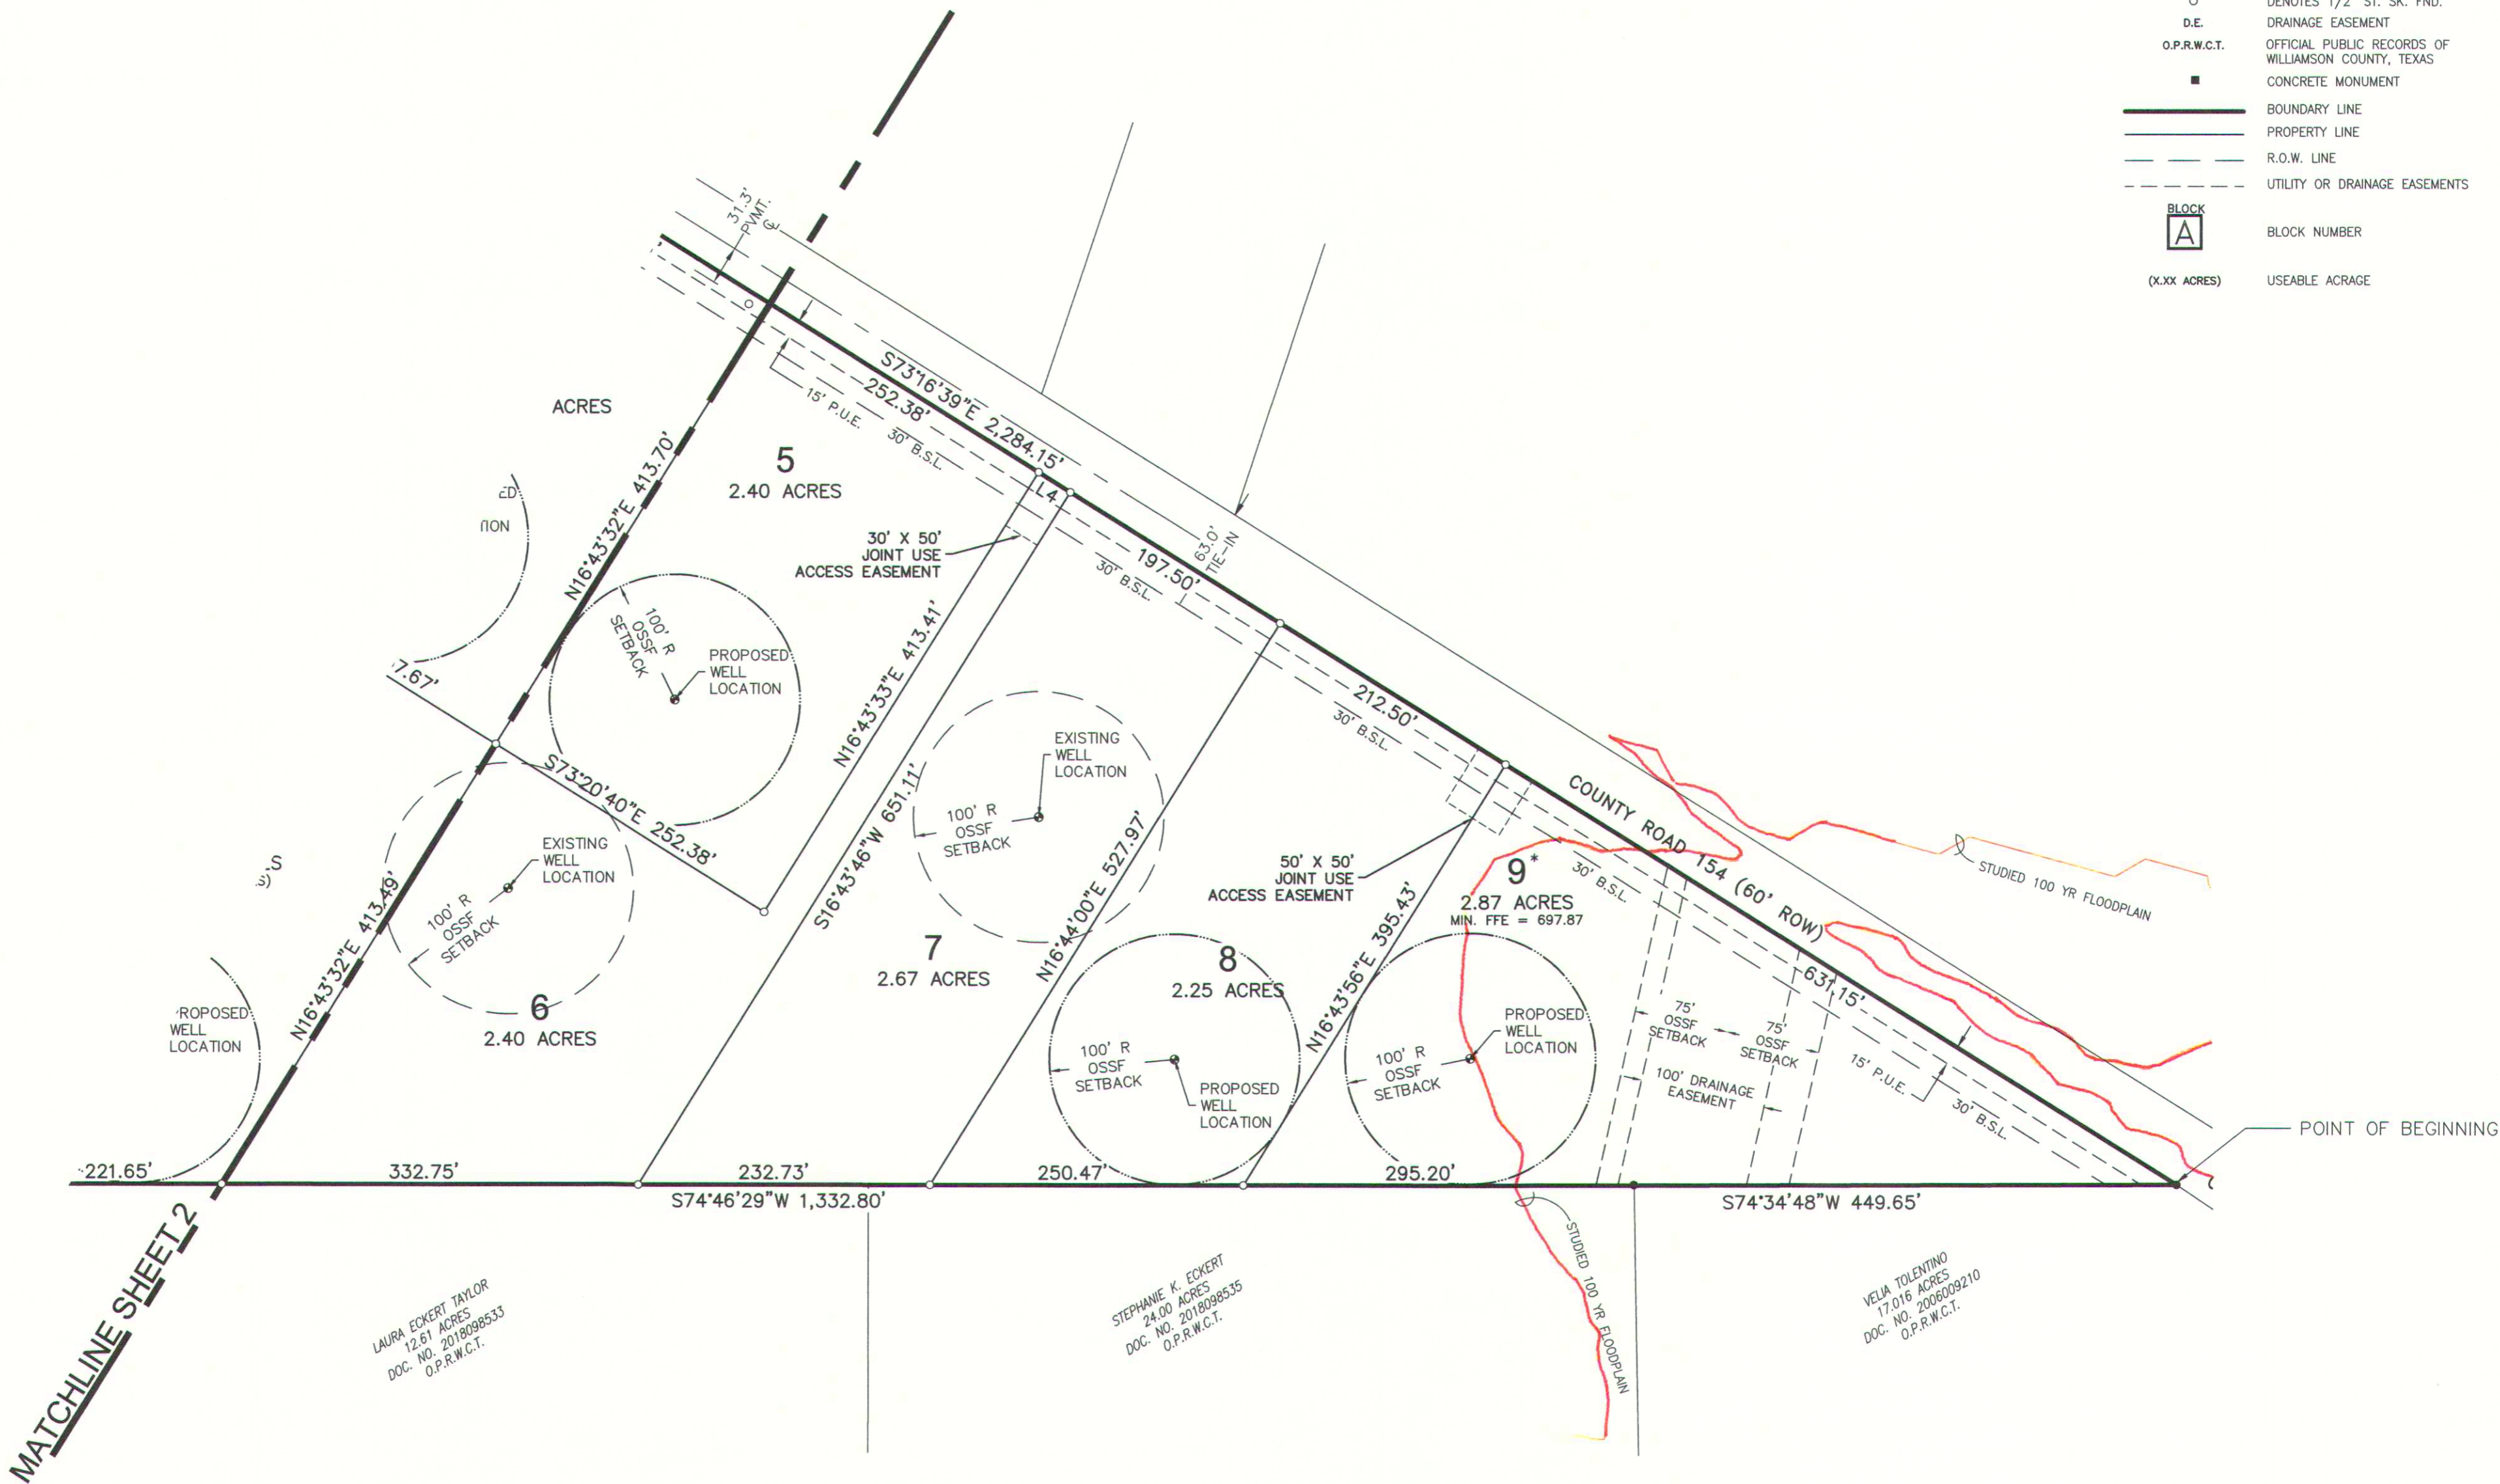 DENOTES 1/2" ST. SK. FND.
D.E. DRAINAGE EASEMENT
O.P.R.W.C.T. OFFICIAL PUBLIC RECORDS OF
WILLIAMSON COUNTY, TEXAS
CONCRETE MONUMENT
BOUNDARY LINE
PROPERTY LINE
R.O.W. LINE
UTILITY OR DRAINAGE EASEMENTS
BLOCK
A BLOCK NUMBER
(X.XX ACRES) USEABLE ACRAGE
31.3'
PVMT.
℄
S73°16'39"E 2,284.15'
252.38'
15' P.U.E.
30' B.S.L.
ACRES
N16°43'32"E 413.70'
5
2.40 ACRES
L4
30' X 50'
JOINT USE
ACCESS EASEMENT
63.0'
TIE-IN
197.50'
30' B.S.L.
ED
TION
100' R
OSSF
SETBACK
PROPOSED
WELL
LOCATION
N16°43'33"E 413.41'
7.67'
S73°20'40"E 252.38'
212.50'
30' B.S.L.
EXISTING
WELL
LOCATION
100' R
OSSF
SETBACK
S16°43'46"W 651.11'
COUNTY ROAD 154 (60' ROW)
STUDIED 100 YR FLOODPLAIN
EXISTING
WELL
LOCATION
100' R
OSSF
SETBACK
'S
S)
N16°43'32"E 413.49'
N16°44'00"E 527.97'
50' X 50'
JOINT USE
ACCESS EASEMENT
9*
2.87 ACRES
MIN. FFE = 697.87
30' B.S.L.
N16°43'56"E 395.43'
7
2.67 ACRES
8
2.25 ACRES
6
2.40 ACRES
ROPOSED
WELL
LOCATION
100' R
OSSF
SETBACK
PROPOSED
WELL
LOCATION
100' R
OSSF
SETBACK
PROPOSED
WELL
LOCATION
75'
OSSF
SETBACK
75'
OSSF
SETBACK
100' DRAINAGE
EASEMENT
631.15'
15' P.U.E.
30' B.S.L.
POINT OF BEGINNING
221.65'
332.75'
232.73'
250.47'
295.20'
S74°46'29"W 1,332.80'
S74°34'48"W 449.65'
MATCHLINE SHEET 2
LAURA ECKERT TAYLOR
12.61 ACRES
DOC. NO. 2018098533
O.P.R.W.C.T.
STEPHANIE K. ECKERT
24.00 ACRES
DOC. NO. 2018098535
O.P.R.W.C.T.
STUDIED 100 YR FLOODPLAIN
VELIA TOLENTINO
17.016 ACRES
DOC. NO. 2006009210
O.P.R.W.C.T.